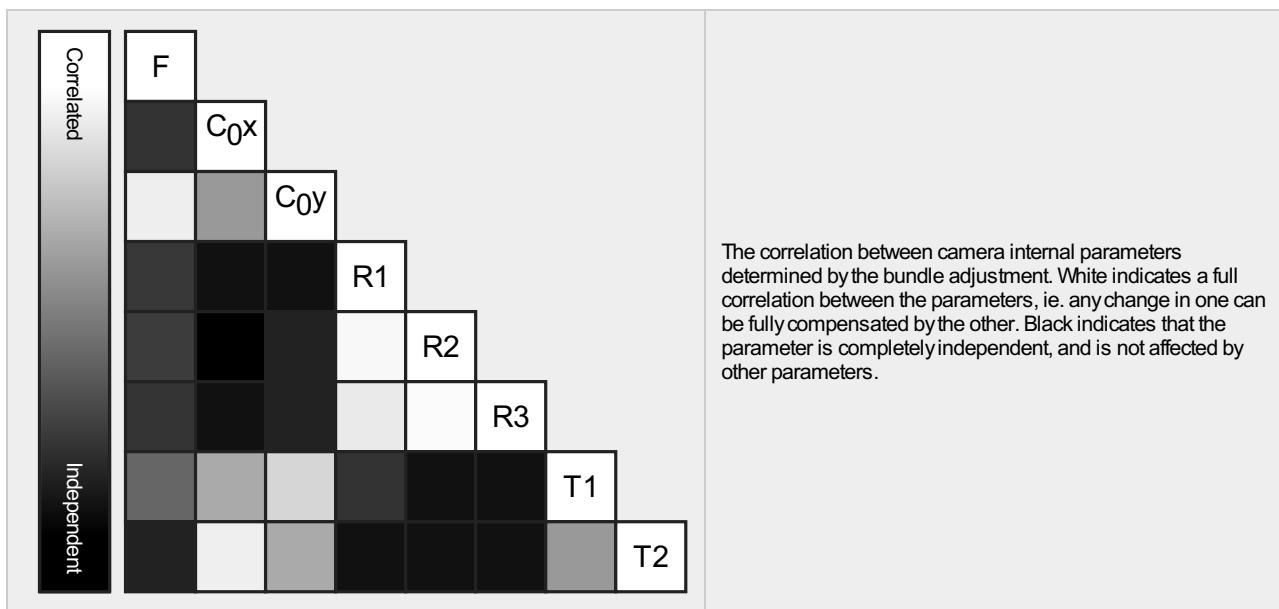 Correlated
Independent
F
C0x
C0y
R1
R2
R3
T1
T2
The correlation between camera internal parameters
determined by the bundle adjustment. White indicates a full
correlation between the parameters, ie. any change in one can
be fully compensated by the other. Black indicates that the
parameter is completely independent, and is not affected by
other parameters.